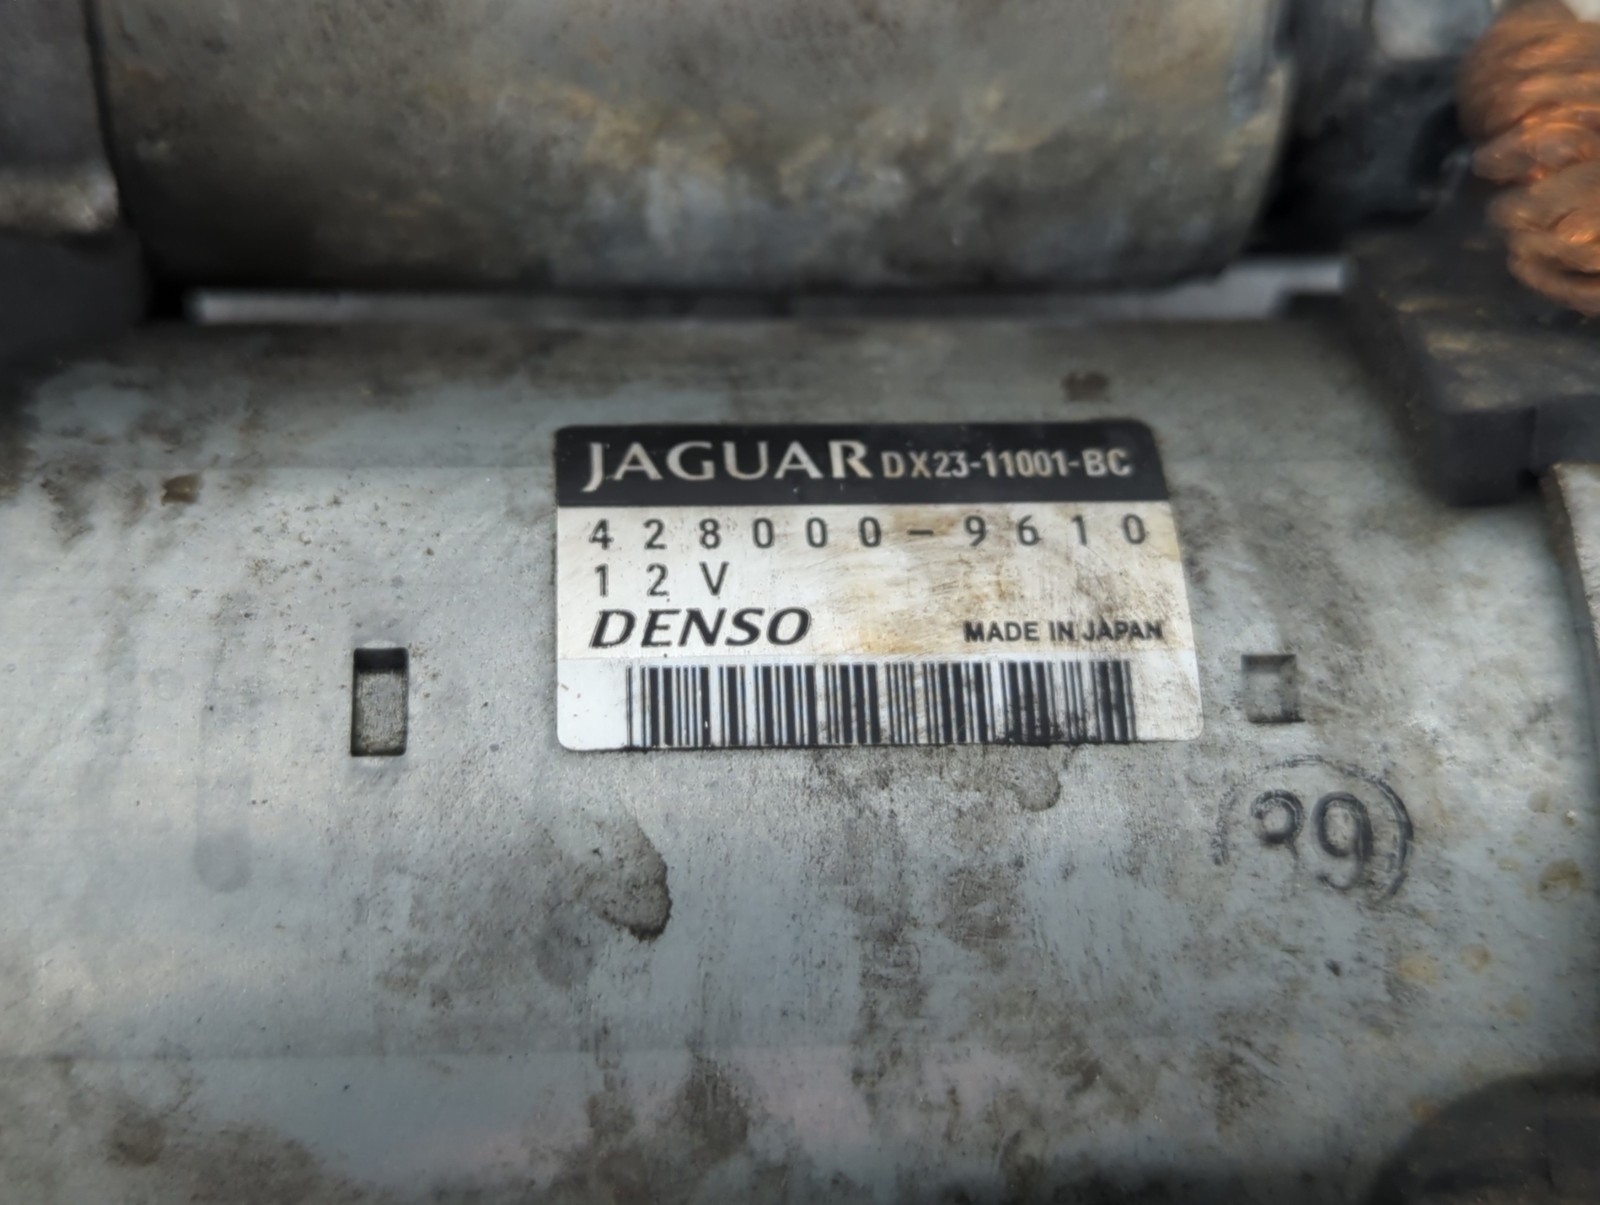 JAGUAR DX23-11001-BC
428000-9610
12V
DENSO MADE IN JAPAN